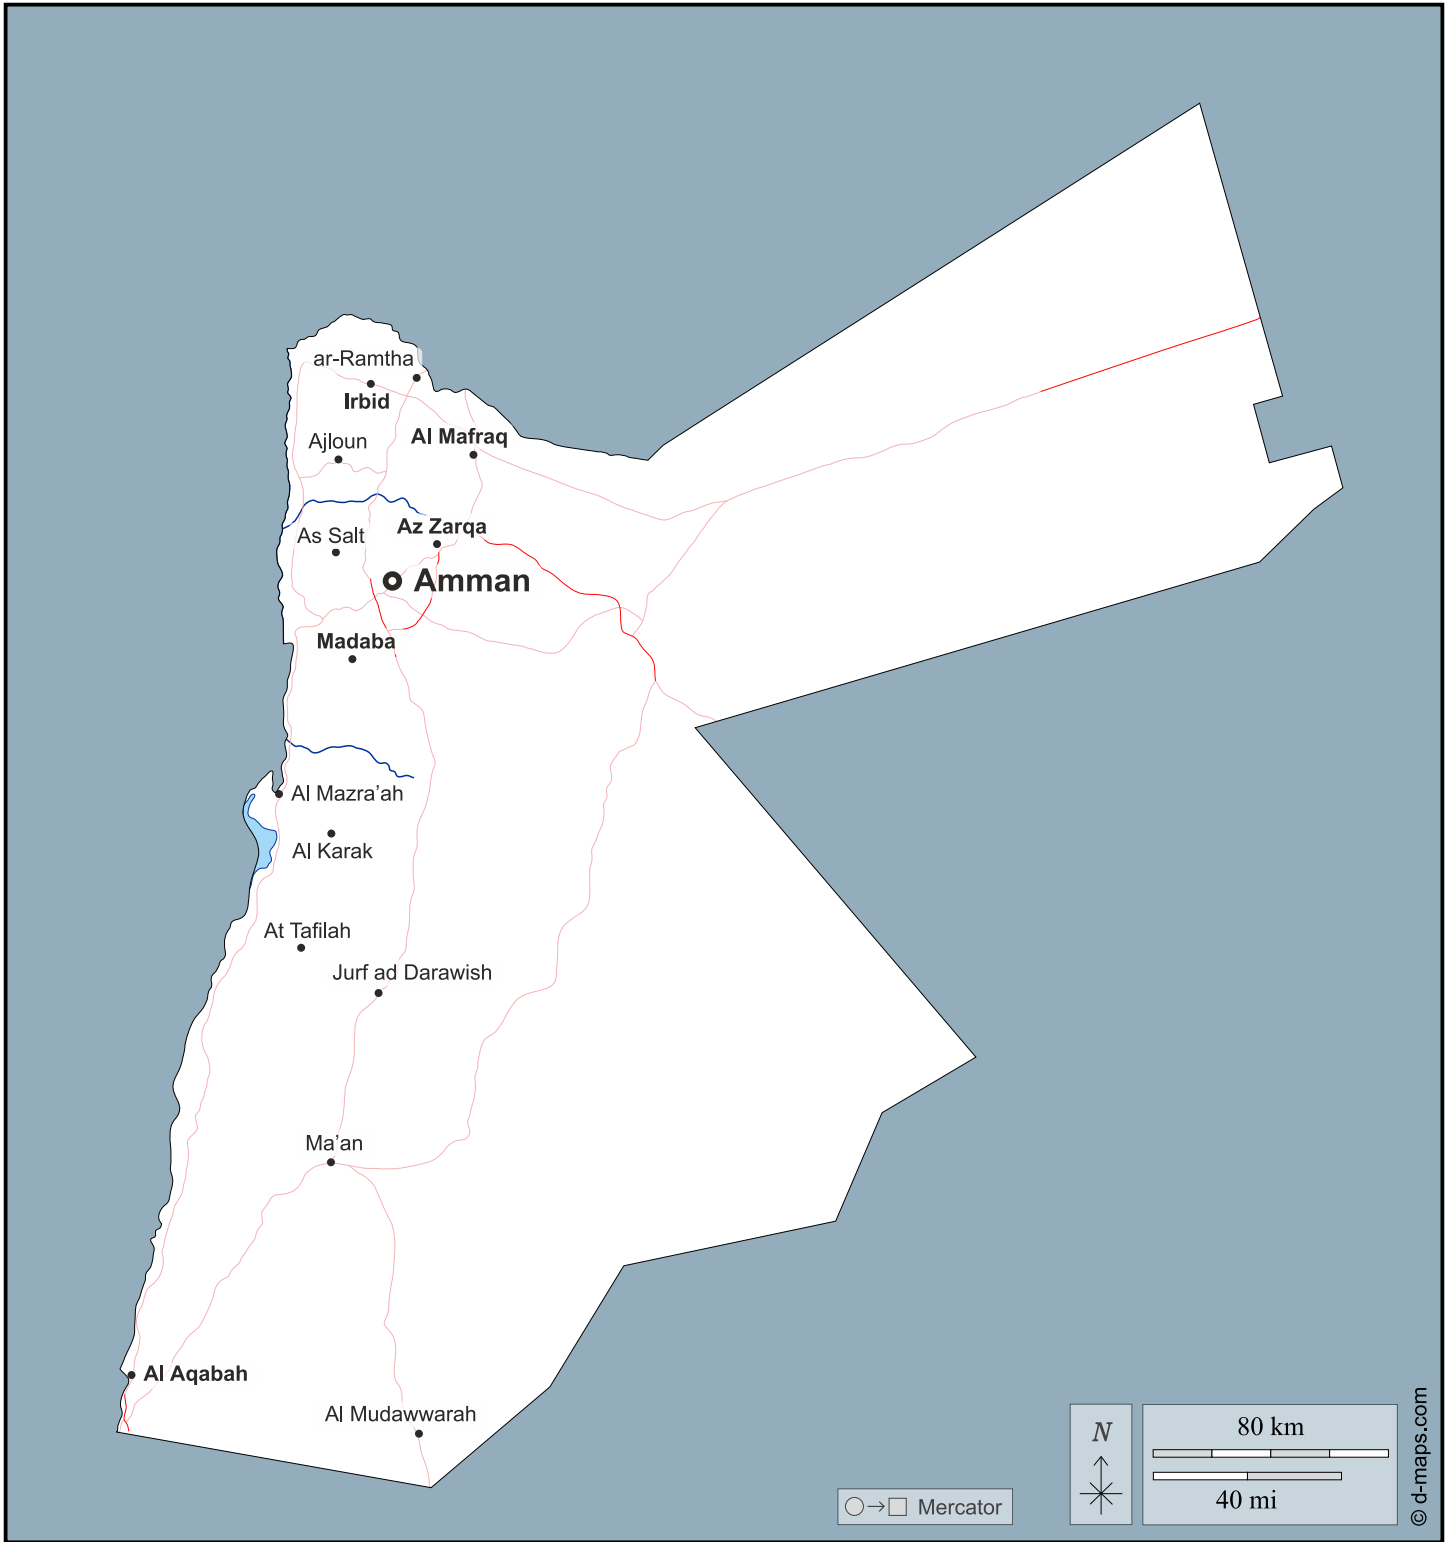 ar-Ramtha
Irbid
Ajloun
Al Mafraq
As Salt
Az Zarqa
Amman
Madaba
Al Mazra’ah
Al Karak
At Tafilah
Jurf ad Darawish
Ma’an
Al Aqabah
Al Mudawwarah
N
80 km
40 mi
Mercator
© d-maps.com